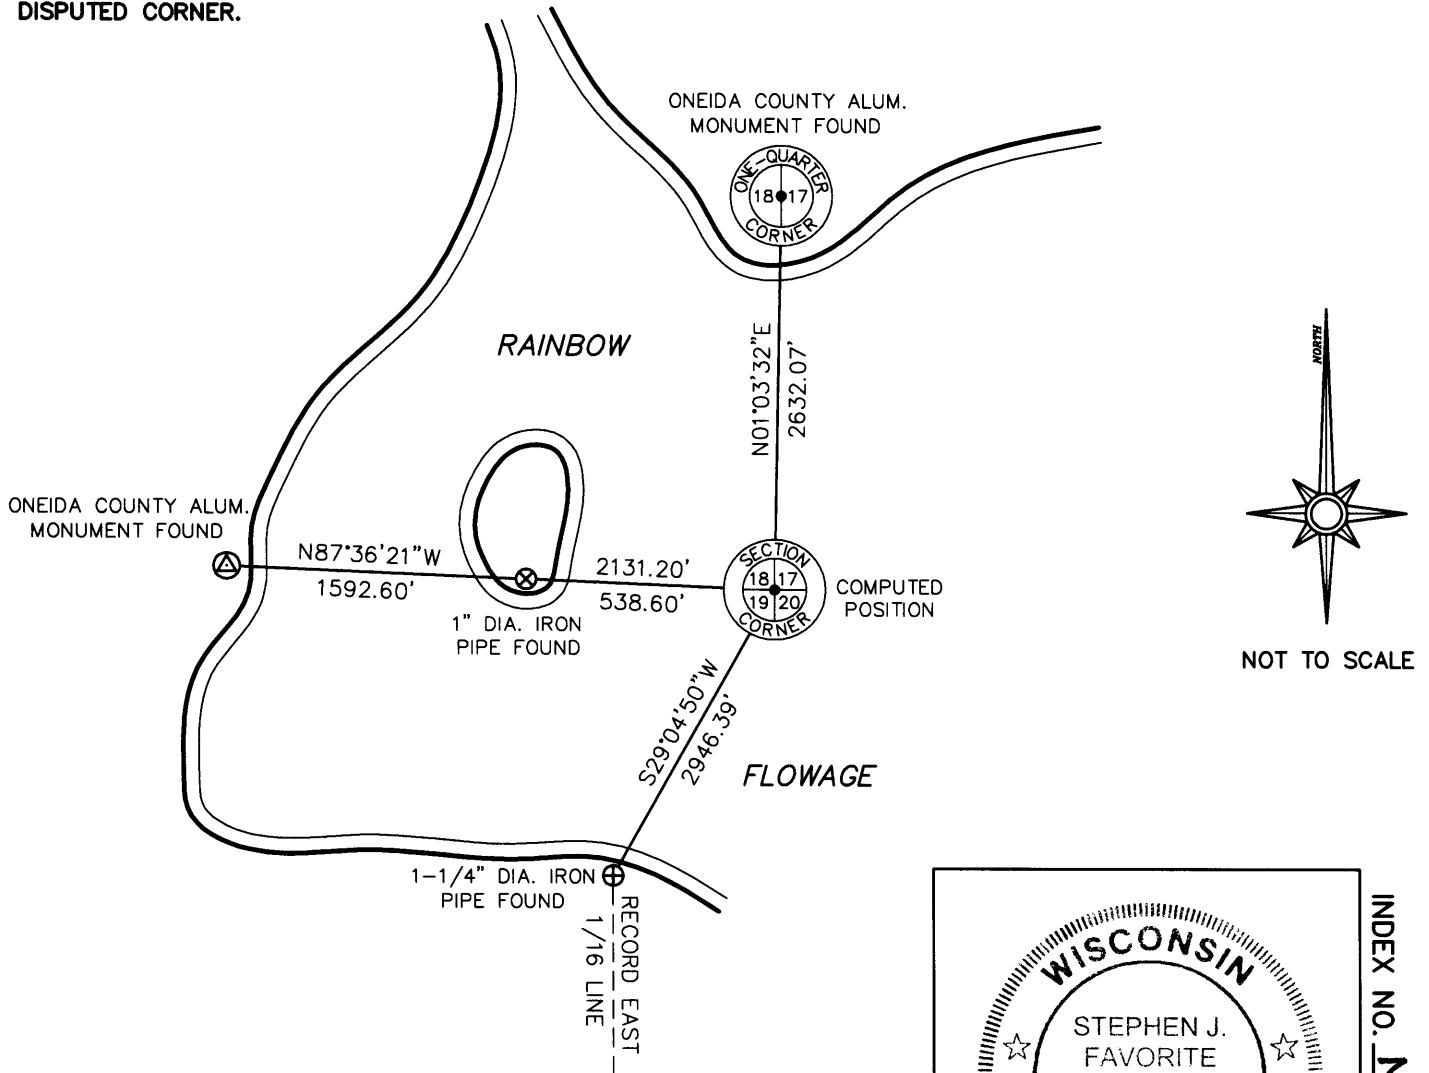 DISPUTED CORNER.
ONEIDA COUNTY ALUM.
MONUMENT FOUND
ONE-QUARTER
18 17
CORNER
RAINBOW
N01°03'32"E
2632.07'
NORTH
ONEIDA COUNTY ALUM.
MONUMENT FOUND
N87°36'21"W
1592.60'
2131.20'
538.60'
1" DIA. IRON
PIPE FOUND
SECTION
18 17
19 20
CORNER
COMPUTED
POSITION
NOT TO SCALE
S29°04'50"W
2946.39'
FLOWAGE
1-1/4" DIA. IRON
PIPE FOUND
RECORD EAST
1/16 LINE
WISCONSIN
STEPHEN J.
FAVORITE
INDEX NO.